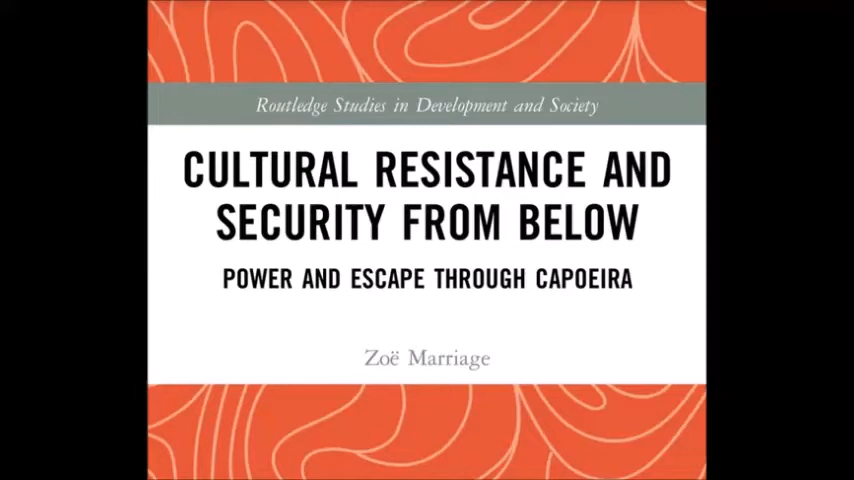 Routledge Studies in Development and Society
CULTURAL RESISTANCE AND
SECURITY FROM BELOW
POWER AND ESCAPE THROUGH CAPOEIRA
Zoë Marriage